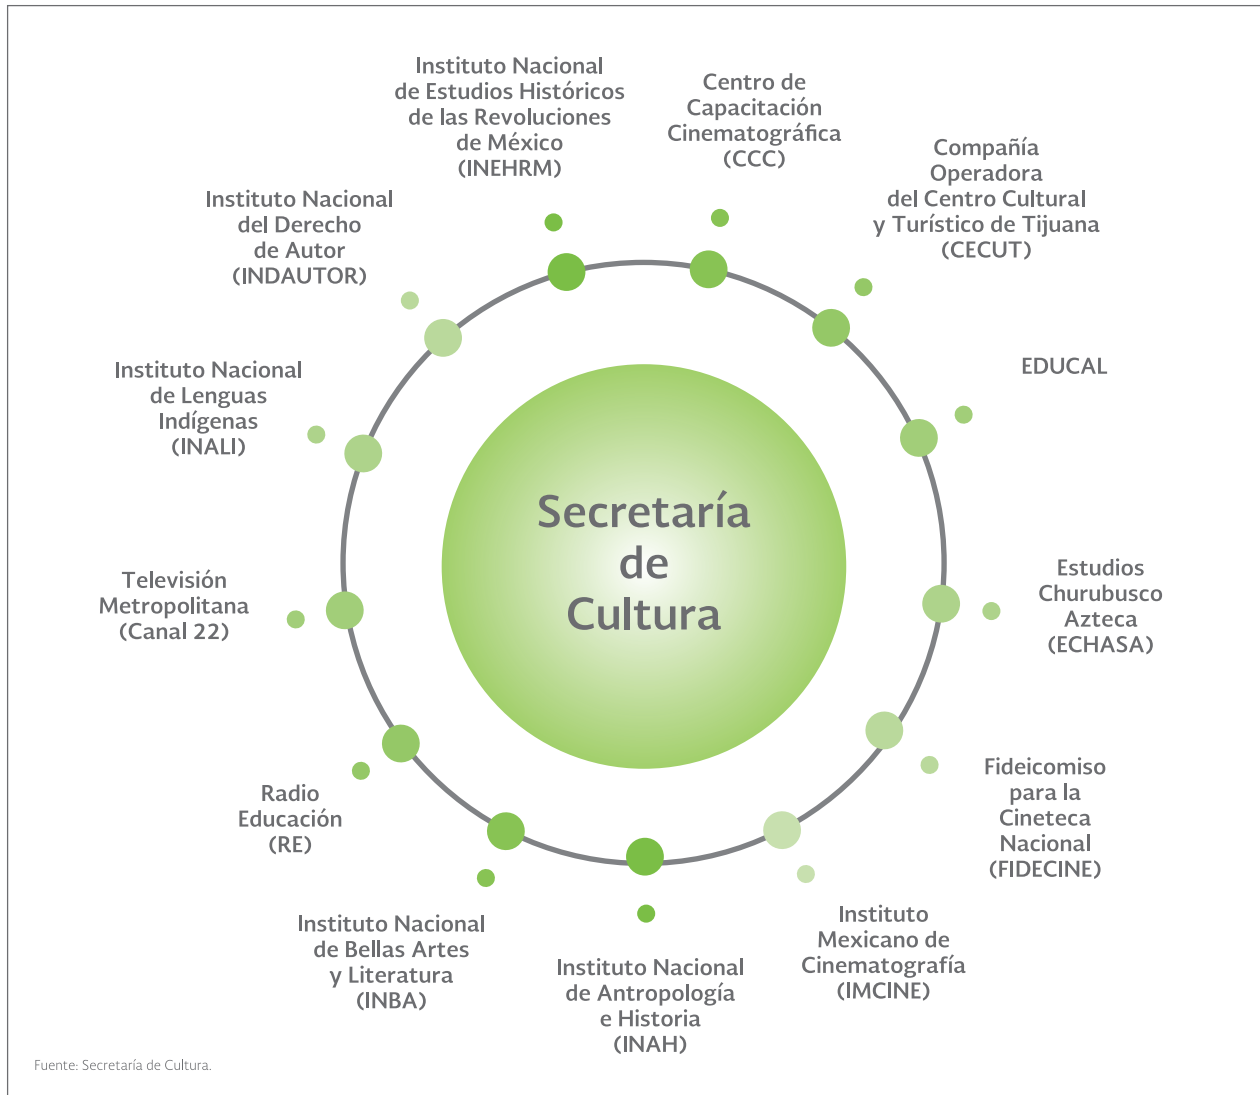 Instituto Nacional
de Estudios Históricos
de las Revoluciones
de México
(INEHRM)
Centro de
Capacitación
Cinematográfica
(CCC)
Compañía
Operadora
del Centro Cultural
y Turístico de Tijuana
(CECUT)
EDUCAL
Estudios
Churubusco
Azteca
(ECHASA)
Fideicomiso
para la
Cineteca
Nacional
(FIDECINE)
Instituto
Mexicano de
Cinematografía
(IMCINE)
Instituto Nacional
de Antropología
e Historia
(INAH)
Instituto Nacional
de Bellas Artes
y Literatura
(INBA)
Radio
Educación
(RE)
Televisión
Metropolitana
(Canal 22)
Instituto Nacional
de Lenguas
Indígenas
(INALI)
Instituto Nacional
del Derecho
de Autor
(INDAUTOR)
Secretaría
de
Cultura
Fuente: Secretaría de Cultura.